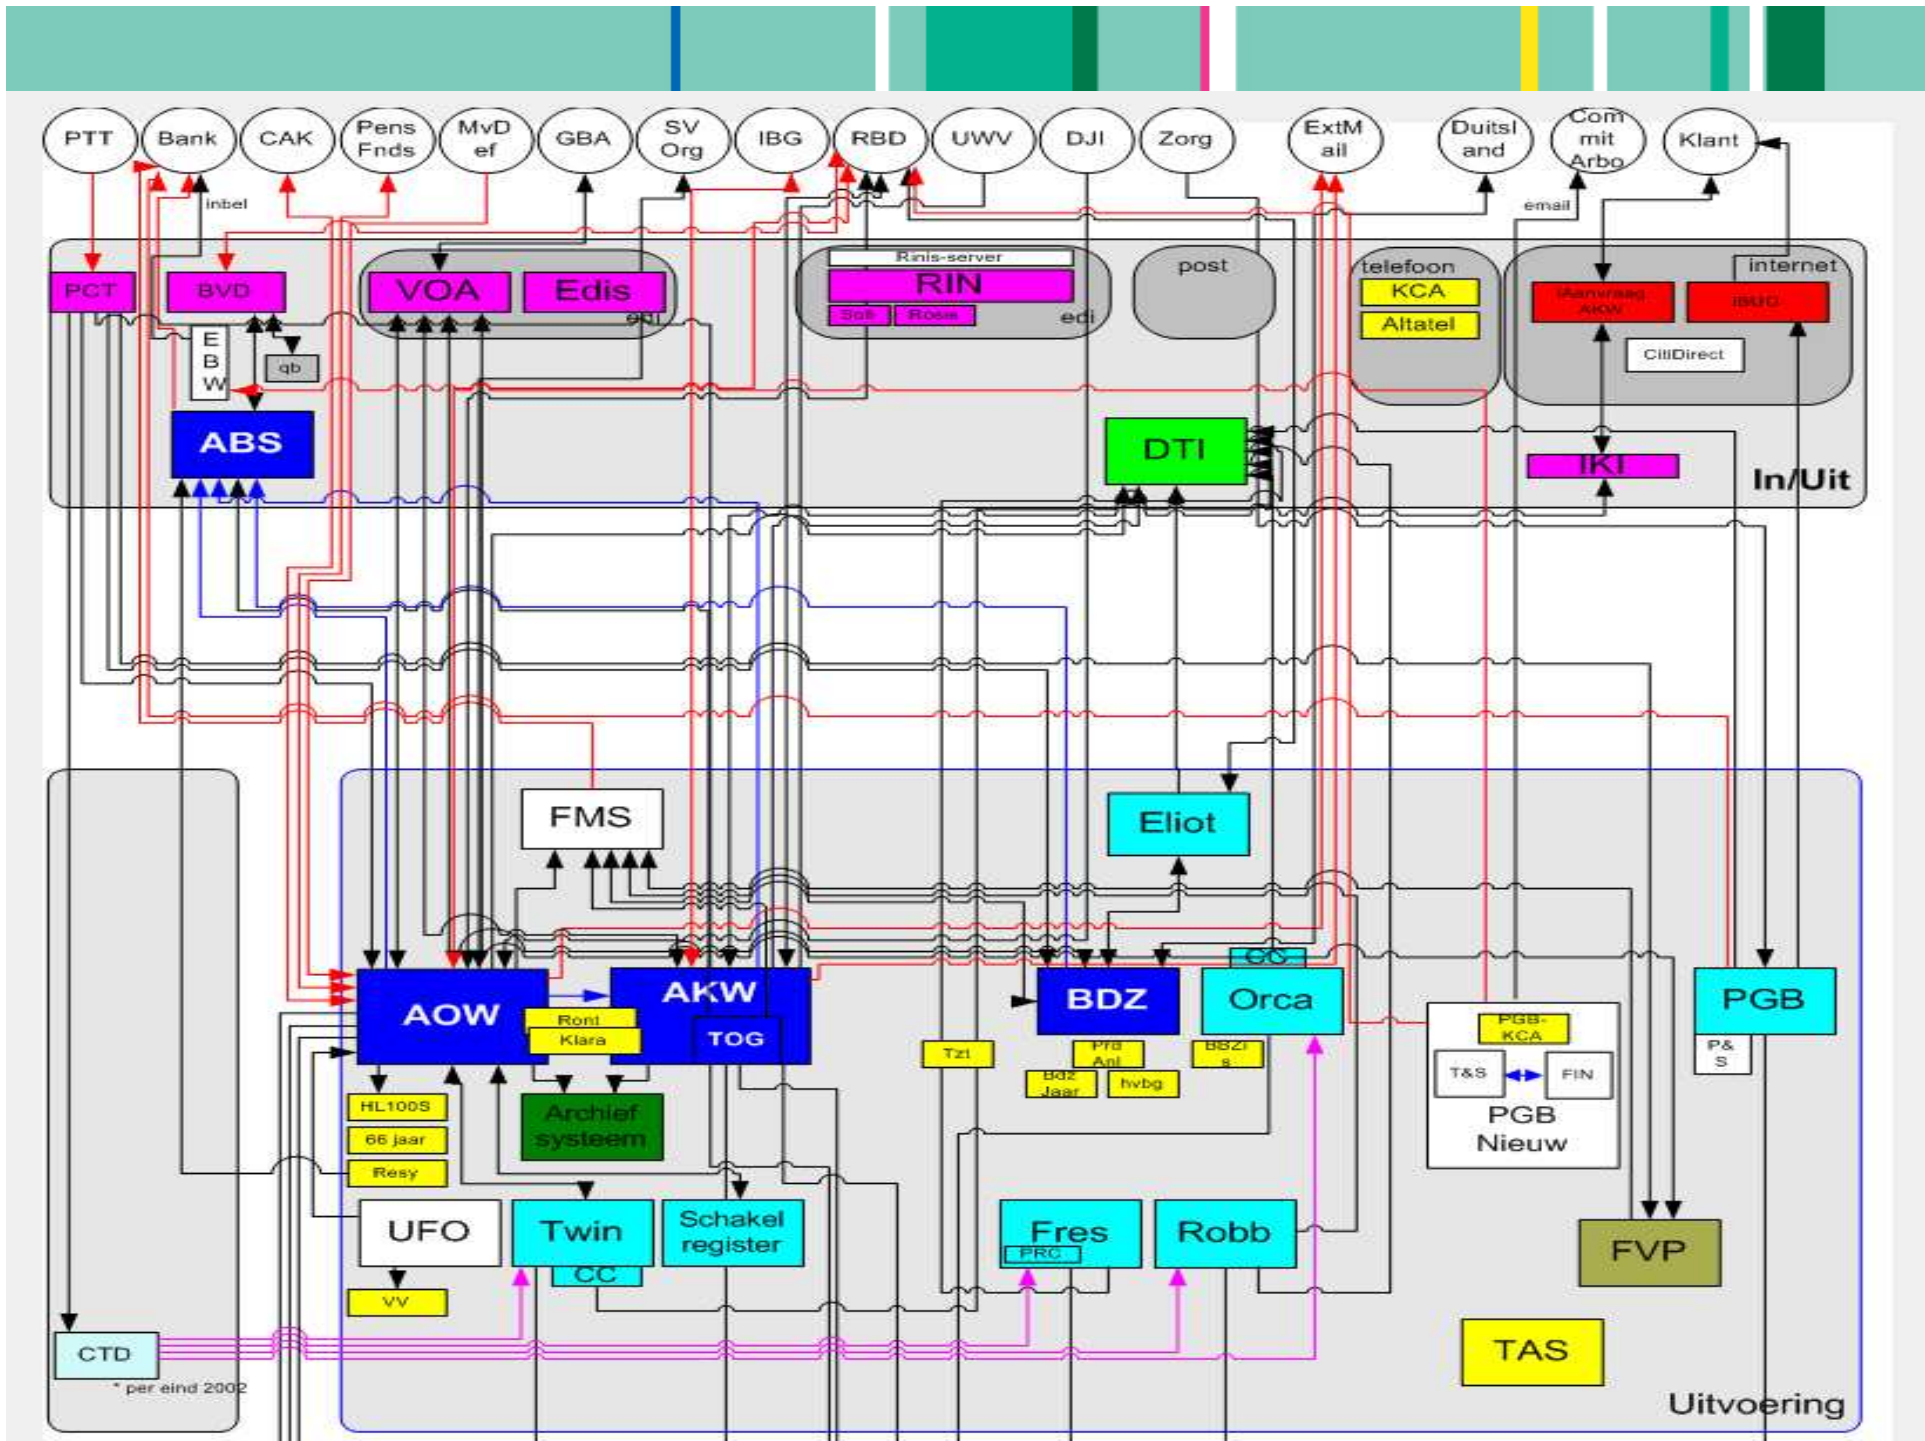 PTT
Bank
CAK
Pens
Fnds
MvD
ef
GBA
SV
Org
IBG
RBD
UWV
DJI
Zorg
ExtM
ail
Duitsl
and
Com
mit
Arbo
Klant
inbel
email
PCT
BVD
VOA
Edis
edi
Rinis-server
RIN
Sofi
Rosie
edi
post
telefoon
KCA
Altatel
internet
iAanvraag
AKW
CitiDirect
E
B
W
qb
ABS
DTI
IKI
In/Uit
FMS
Eliot
AOW
AKW
TOG
Ront
Klara
BDZ
CC
Orca
PGB
P&
S
Tzt
Prd
Anl
BBZi
s
Bdz
Jaar
hvbg
PGB-
KCA
T&S
FIN
PGB
Nieuw
HL100S
66 jaar
Resy
Archief
systeem
UFO
Twin
CC
Schakel
register
Fres
PRC
Robb
FVP
VV
TAS
CTD
* per eind 2002
Uitvoering